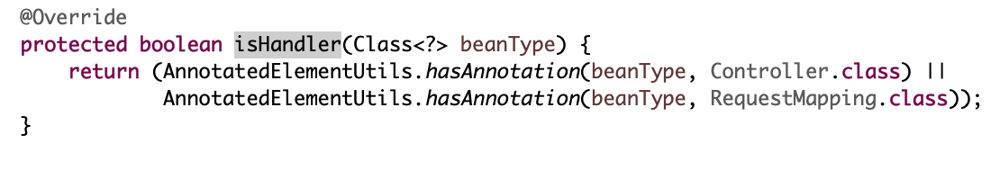 @Override
protected boolean isHandler(Class<?> beanType) {
return (AnnotatedElementUtils.hasAnnotation(beanType, Controller.class) ||
AnnotatedElementUtils.hasAnnotation(beanType, RequestMapping.class));
}